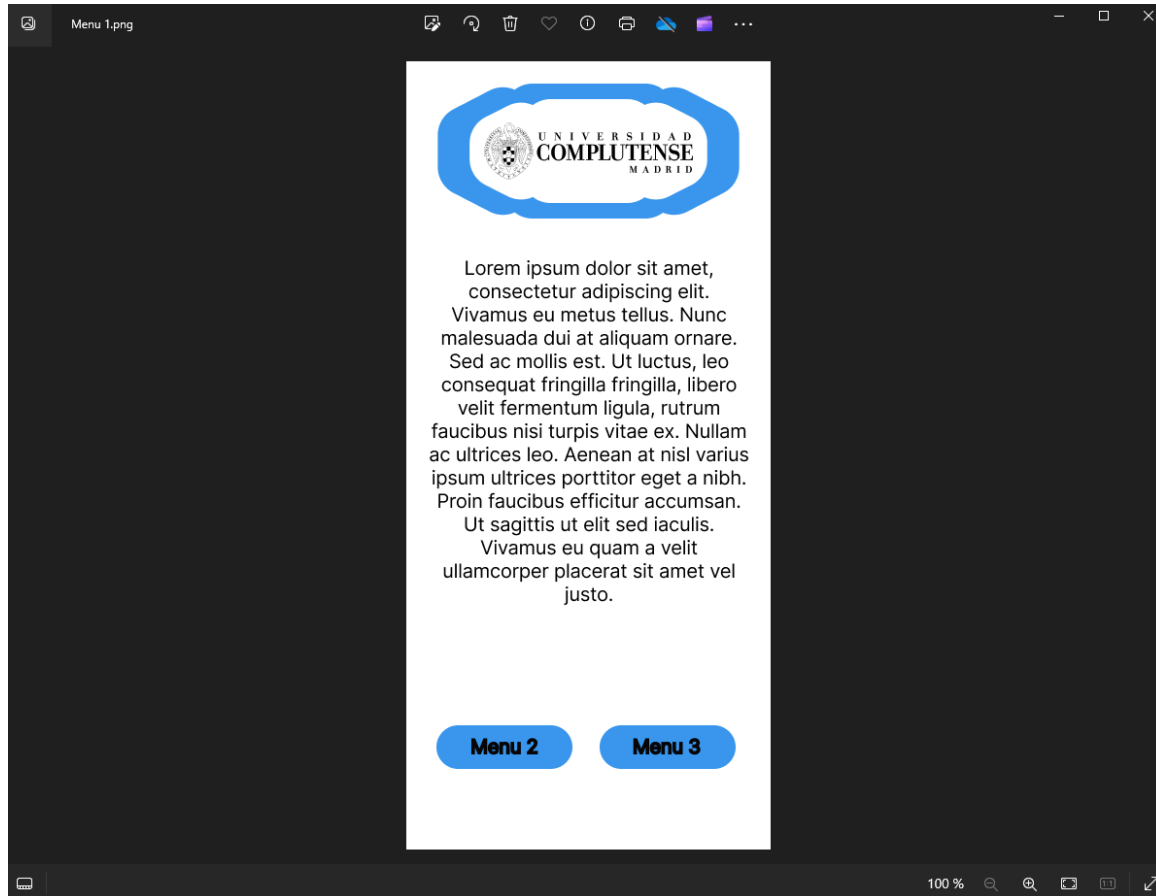 Menu 1.png
UNIVERSIDAD
COMPLUTENSE
MADRID
Lorem ipsum dolor sit amet,
consectetur adipiscing elit.
Vivamus eu metus tellus. Nunc
malesuada dui at aliquam ornare.
Sed ac mollis est. Ut luctus, leo
consequat fringilla fringilla, libero
velit fermentum ligula, rutrum
faucibus nisi turpis vitae ex. Nullam
ac ultrices leo. Aenean at nisl varius
ipsum ultrices porttitor eget a nibh.
Proin faucibus efficitur accumsan.
Ut sagittis ut elit sed iaculis.
Vivamus eu quam a velit
ullamcorper placerat sit amet vel
justo.
Menu 2 Menu 3
100 % 1:1